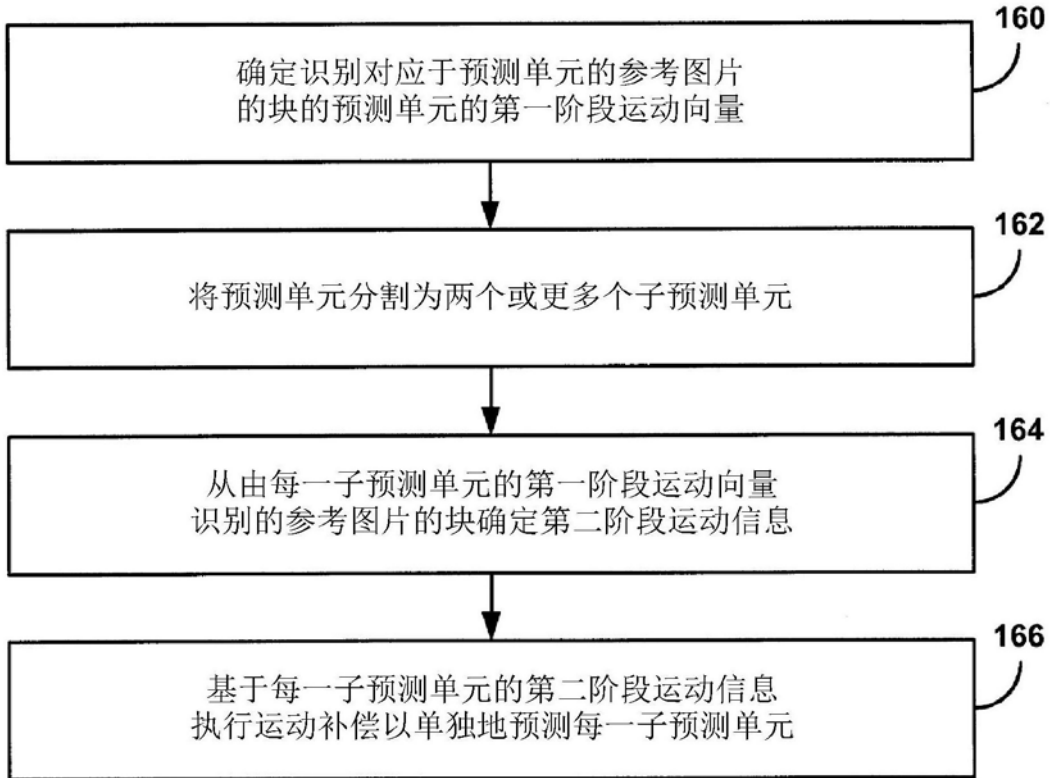 160
确定识别对应于预测单元的参考图片
的块的预测单元的第一阶段运动向量
162
将预测单元分割为两个或更多个子预测单元
164
从由每一子预测单元的第一阶段运动向量
识别的参考图片的块确定第二阶段运动信息
166
基于每一子预测单元的第二阶段运动信息
执行运动补偿以单独地预测每一子预测单元